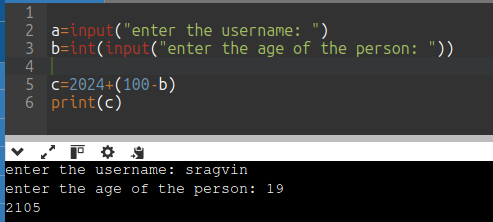 1
2 a=input("enter the username: ")
3 b=int(input("enter the age of the person: "))
4
5 c=2024+(100-b)
6 print(c)
enter the username: sragvin
enter the age of the person: 19
2105